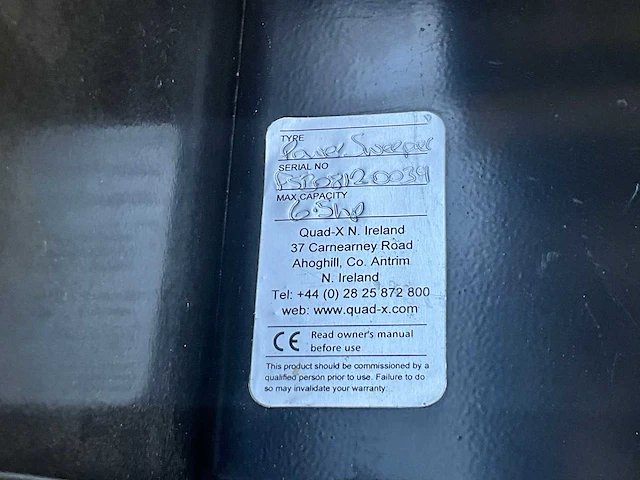 TYPE
Power Sweeper
SERIAL NO
PSB08120034
MAX CAPACITY
6.5hp
Quad-X N. Ireland
37 Carnearney Road
Ahoghill, Co. Antrim
N. Ireland
Tel: +44 (0) 28 25 872 800
web: www.quad-x.com
CE Read owner's manual
before use
This product should be commissioned by a
qualified person prior to use. Failure to do
so may invalidate your warranty.